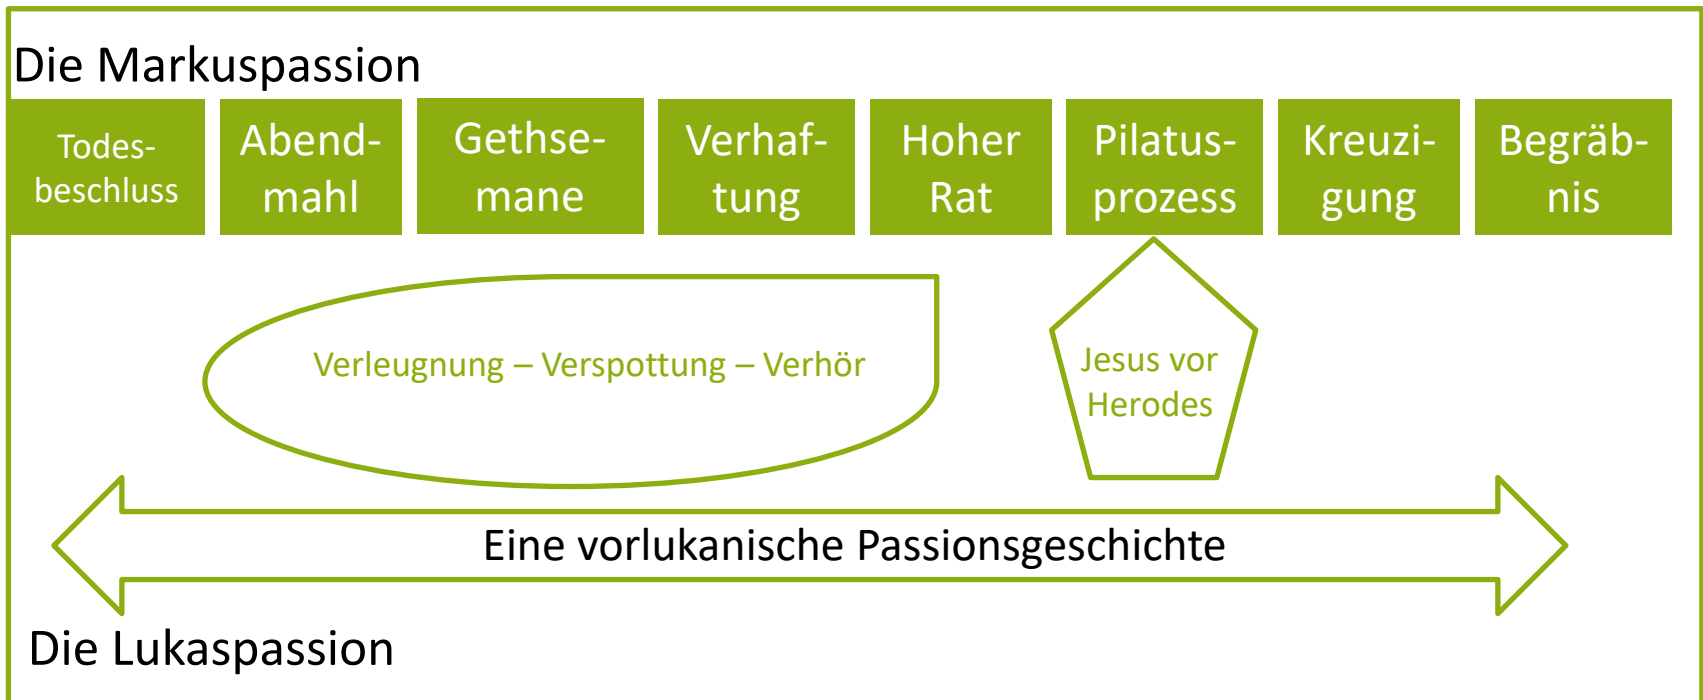 Die Markuspassion
Todes-
beschluss
Abend-
mahl
Gethse-
mane
Verhaf-
tung
Hoher
Rat
Pilatus-
prozess
Kreuzi-
gung
Begräb-
nis
Verleugnung – Verspottung – Verhör
Jesus vor
Herodes
Eine vorlukanische Passionsgeschichte
Die Lukaspassion